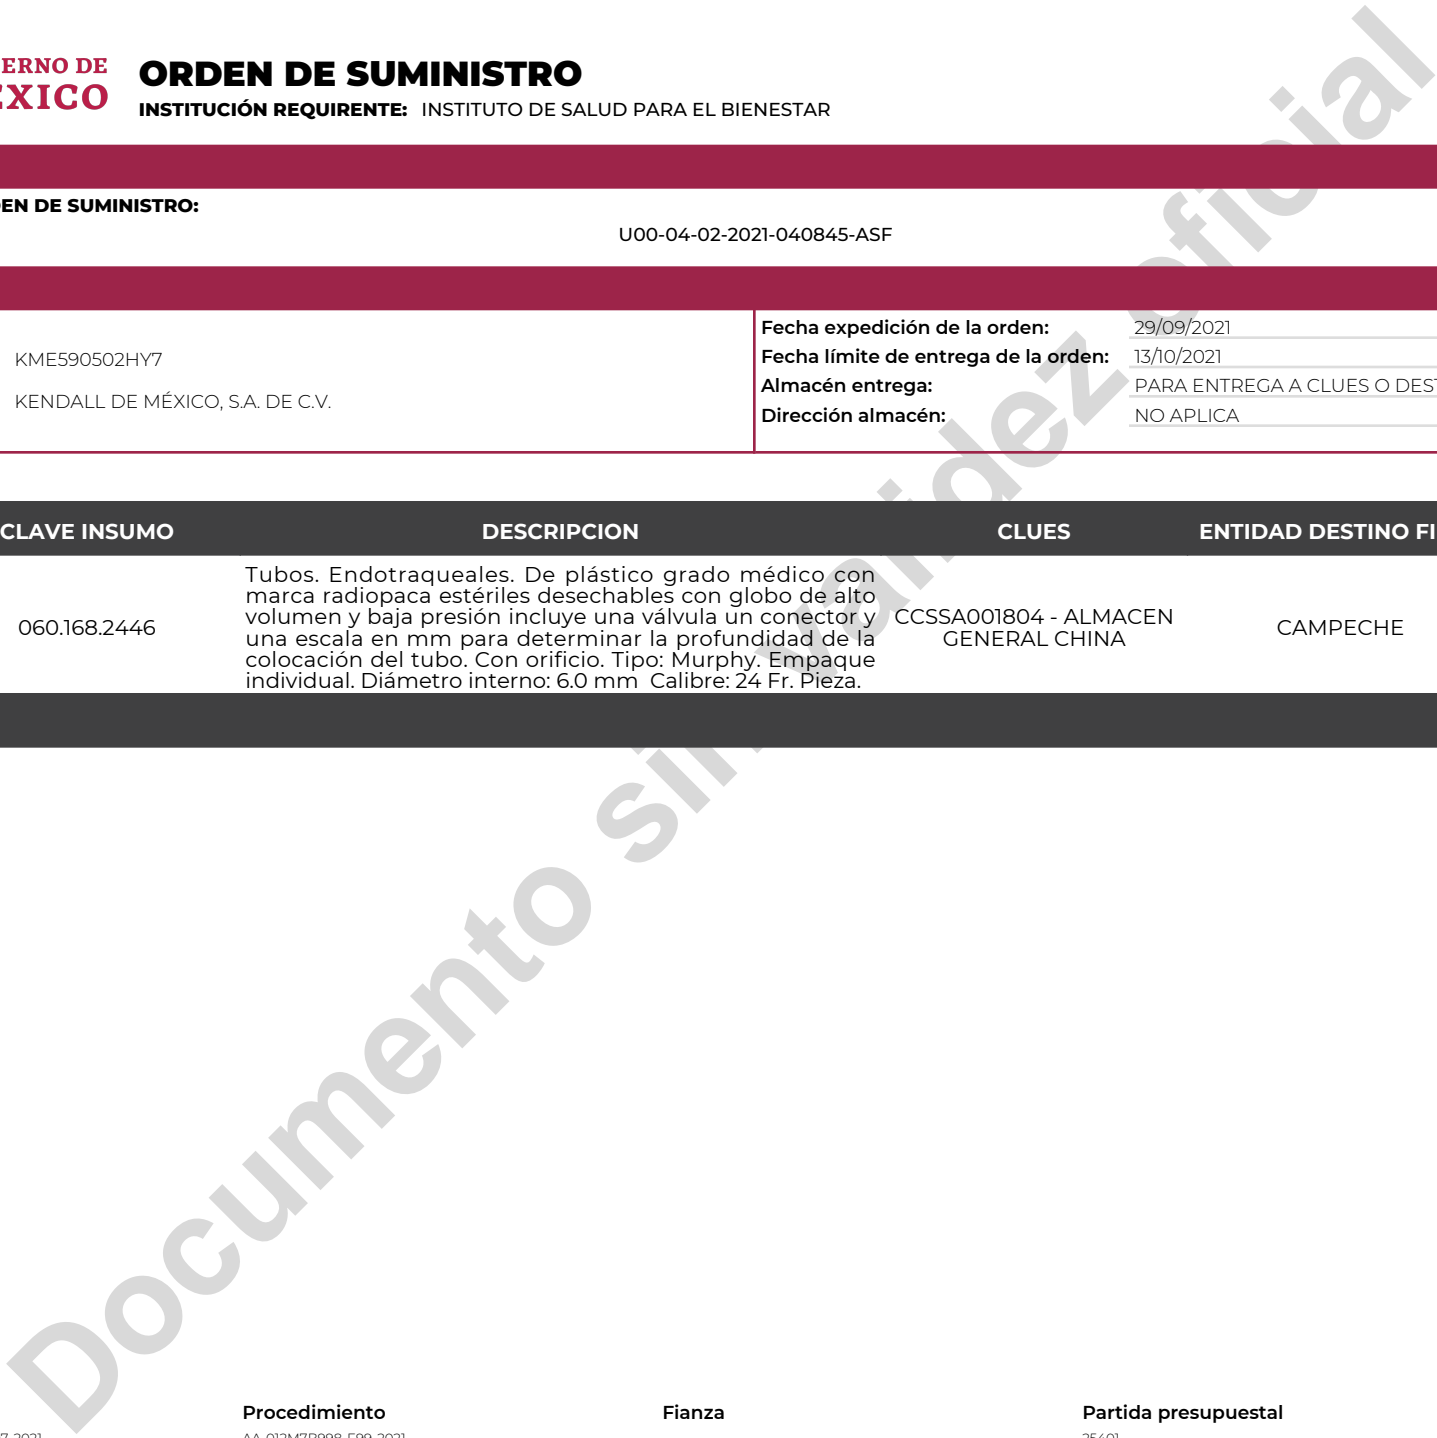 ERNO DE
EXICO
ORDEN DE SUMINISTRO
INSTITUCIÓN REQUIRENTE: INSTITUTO DE SALUD PARA EL BIENESTAR
EN DE SUMINISTRO:
U00-04-02-2021-040845-ASF
KME590502HY7
KENDALL DE MÉXICO, S.A. DE C.V.
Fecha expedición de la orden: 29/09/2021
Fecha límite de entrega de la orden: 13/10/2021
Almacén entrega: PARA ENTREGA A CLUES O DEST
Dirección almacén: NO APLICA
CLAVE INSUMO DESCRIPCION CLUES ENTIDAD DESTINO FI
060.168.2446
Tubos. Endotraqueales. De plástico grado médico con
marca radiopaca estériles desechables con globo de alto
volumen y baja presión incluye una válvula un conector y
una escala en mm para determinar la profundidad de la
colocación del tubo. Con orificio. Tipo: Murphy. Empaque
individual. Diámetro interno: 6.0 mm Calibre: 24 Fr. Pieza.
CCSSA001804 - ALMACEN
GENERAL CHINA
CAMPECHE
Documento sin validez oficial
Procedimiento Fianza Partida presupuestal